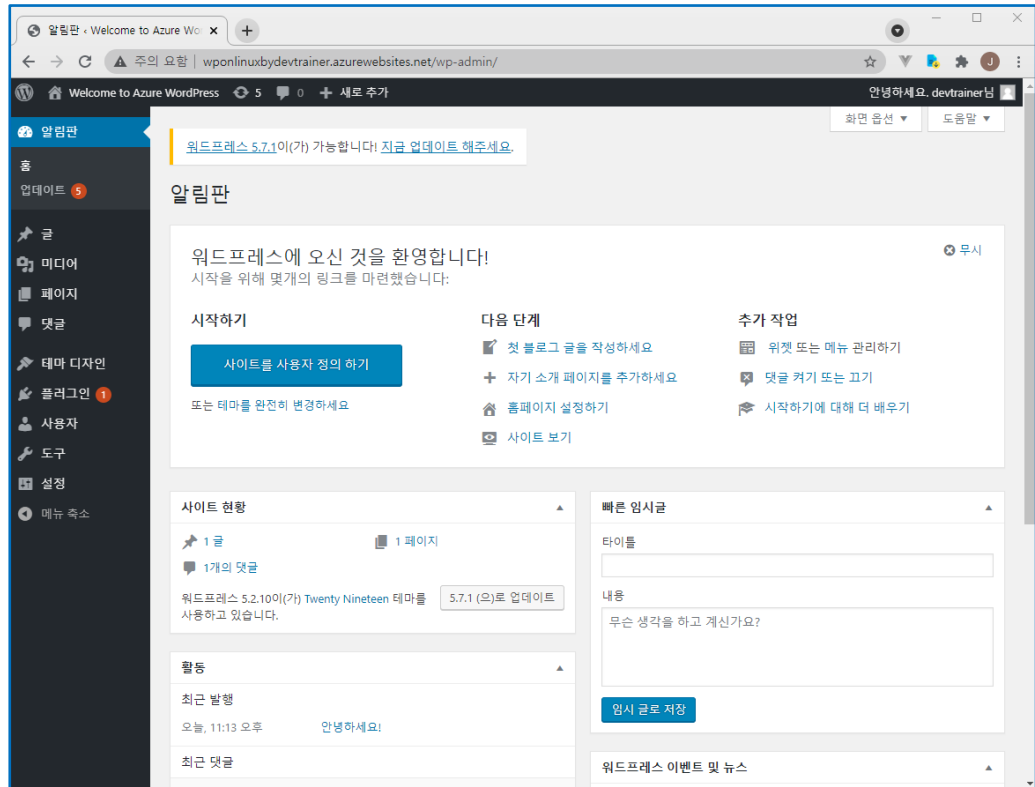 알림판 ‹ Welcome to Azure Wo
주의 요함 | wponlinuxbydevtrainer.azurewebsites.net/wp-admin/
J
Welcome to Azure WordPress 5 0 새로 추가 안녕하세요. devtrainer님
알림판
홈
업데이트 5
글
미디어
페이지
댓글
테마 디자인
플러그인 1
사용자
도구
설정
메뉴 축소
화면 옵션 ▼ 도움말 ▼
워드프레스 5.7.1이(가) 가능합니다! 지금 업데이트 해주세요.
알림판
워드프레스에 오신 것을 환영합니다!
무시
시작을 위해 몇개의 링크를 마련했습니다:
시작하기
사이트를 사용자 정의 하기
또는 테마를 완전히 변경하세요
다음 단계
첫 블로그 글을 작성하세요
자기 소개 페이지를 추가하세요
홈페이지 설정하기
사이트 보기
추가 작업
위젯 또는 메뉴 관리하기
댓글 켜기 또는 끄기
시작하기에 대해 더 배우기
사이트 현황
1 글 1 페이지
1개의 댓글
워드프레스 5.2.10이(가) Twenty Nineteen 테마를
사용하고 있습니다.
5.7.1 (으)로 업데이트
활동
최근 발행
오늘, 11:13 오후 안녕하세요!
최근 댓글
빠른 임시글
타이틀
내용
무슨 생각을 하고 계신가요?
임시 글로 저장
워드프레스 이벤트 및 뉴스